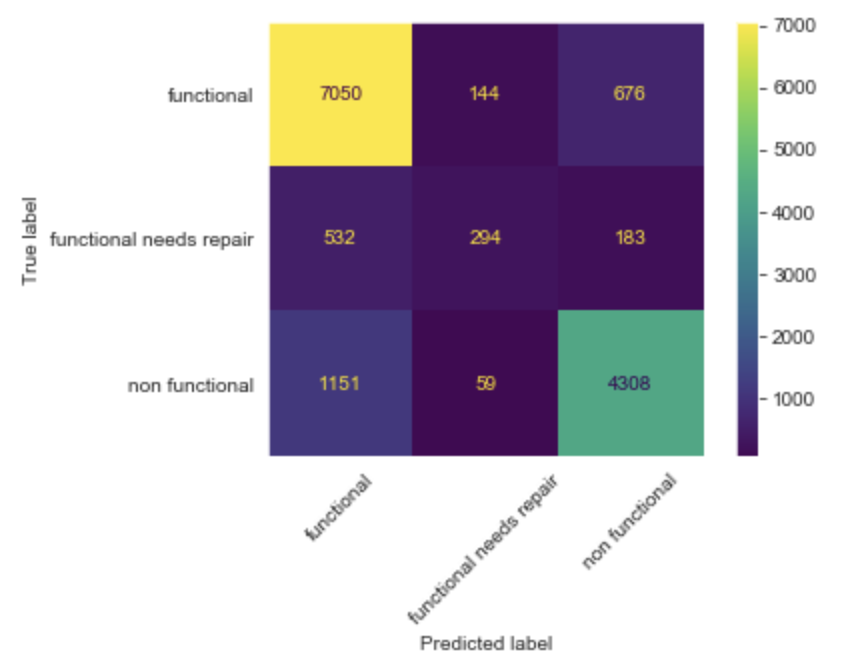 functional 7050 144 676
functional needs repair 532 294 183
non functional 1151 59 4308
True label
functional
functional needs repair
non functional
Predicted label
7000
6000
5000
4000
3000
2000
1000